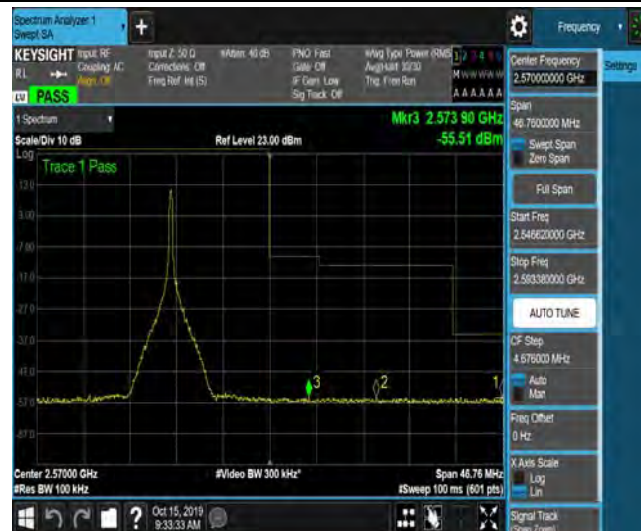 Spectrum Analyzer 1
Swept SA
+
Frequency
KEYSIGHT
Input: RF
Coupling: AC
Align: Off
Input Z: 50 Ω
Corrections: Off
Freq Ref: Int (S)
#Atten: 40 dB
PNO: Fast
Gate: Off
IF Gain: Low
Sig Track: Off
#Avg Type: Power (RMS
Trig: Free Run
RL
LV PASS
1 Spectrum
Mkr3 2.573 90 GHz
Scale/Div 10 dB
Ref Level 23.00 dBm
-55.51 dBm
Log
Trace 1 Pass
13.0
3.00
-7.00
-17.0
-27.0
-37.0
-47.0
-57.0
-67.0
3
2
1
Center 2.57000 GHz
#Video BW 300 kHz*
Span 46.76 MHz
#Res BW 100 kHz
#Sweep 100 ms (601 pts)
Oct 15, 2019
9:33:33 AM
Center Frequency
2.570000000 GHz
Settings
Span
46.7600000 MHz
Swept Span
Zero Span
Full Span
Start Freq
2.546620000 GHz
Stop Freq
2.593380000 GHz
AUTO TUNE
CF Step
4.676000 MHz
Auto
Man
Freq Offset
0 Hz
X Axis Scale
Log
Lin
Signal Track
(Span Zoom)